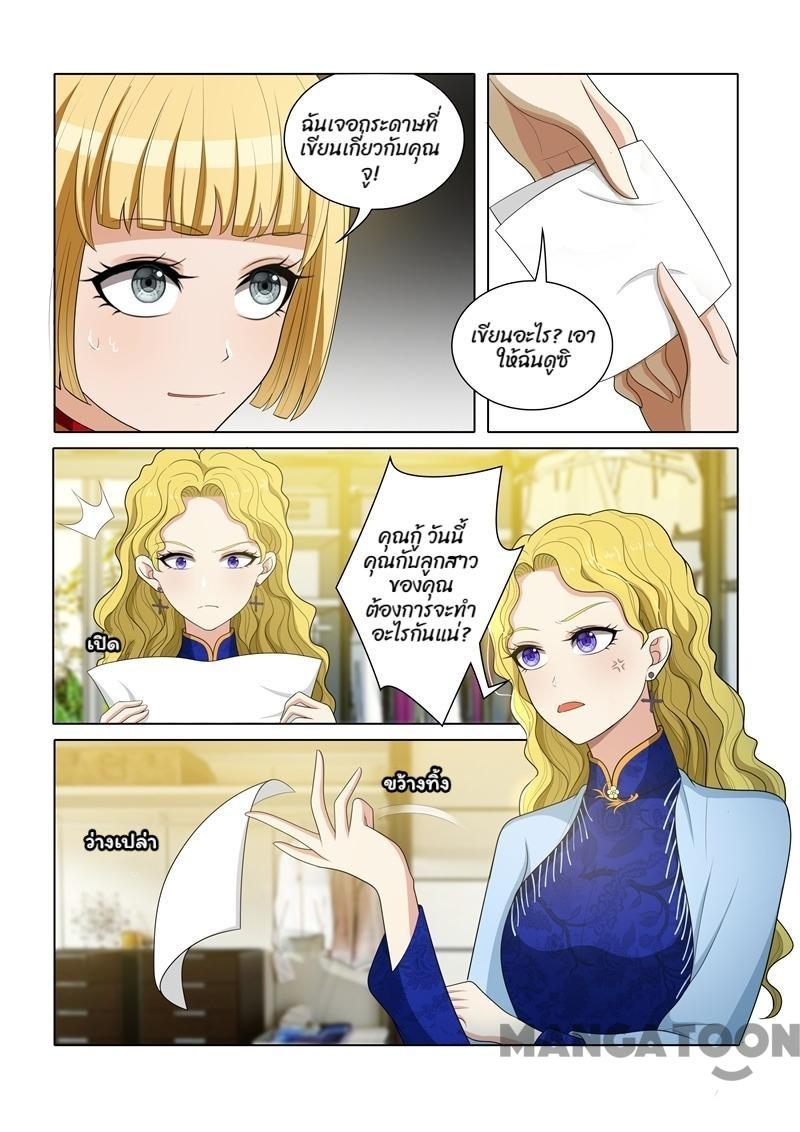 ฉันเจอกระดาษที่
เขียนเกี่ยวกับคุณ
จู!
เขียนอะไร? เอา
ให้ฉันดูซิ
คุณกู้ วันนี้
คุณกับลูกสาว
ของคุณ
ต้องการจะทำ
อะไรกันแน่?
เปิด
ขว้างทิ้ง
ว่างเปล่า
MANGATOON